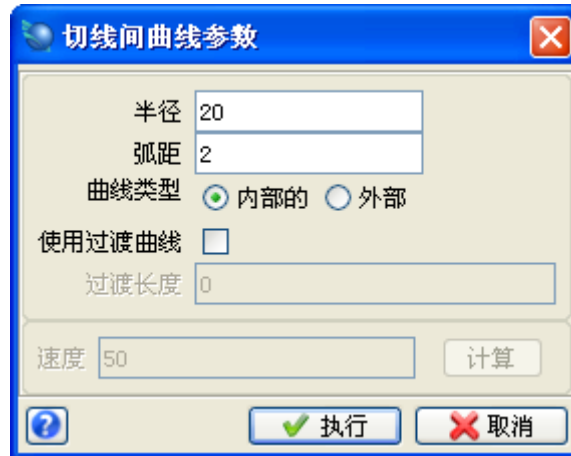 切线间曲线参数
半径 20
弧距 2
曲线类型 内部的 外部
使用过渡曲线
过渡长度 0
速度 50 计算
? 执行 取消